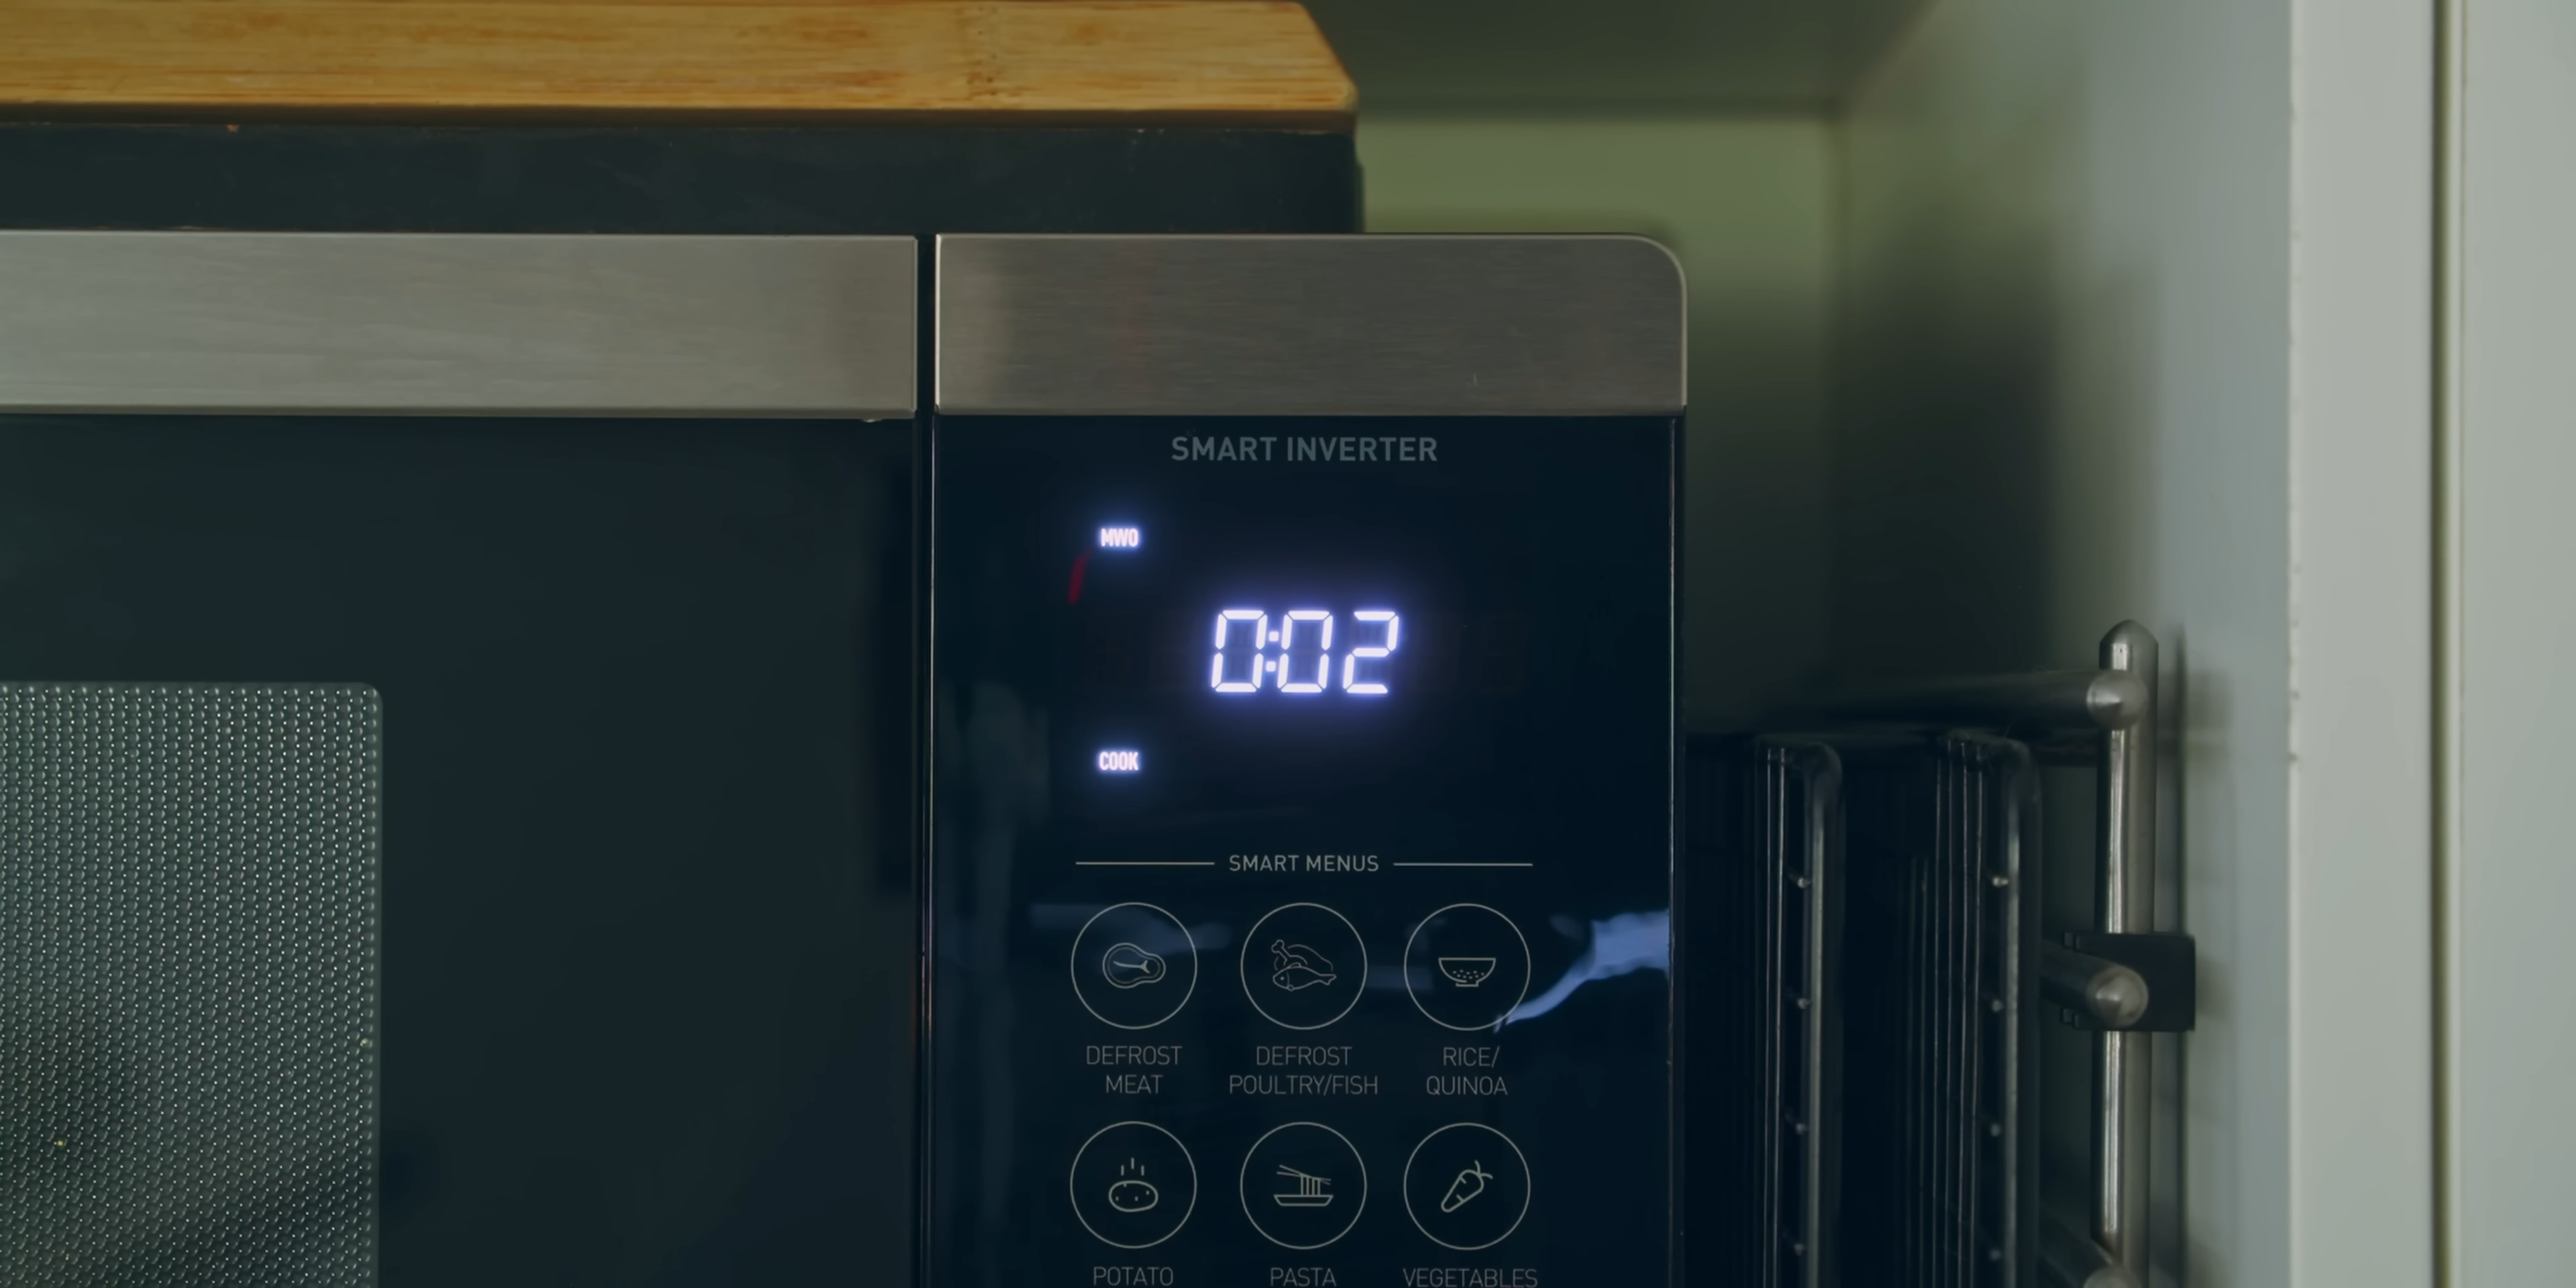 SMART INVERTER
MWO
0:02
COOK
SMART MENUS
DEFROST
MEAT
DEFROST
POULTRY/FISH
RICE/
QUINOA
POTATO
PASTA
VEGETABLES